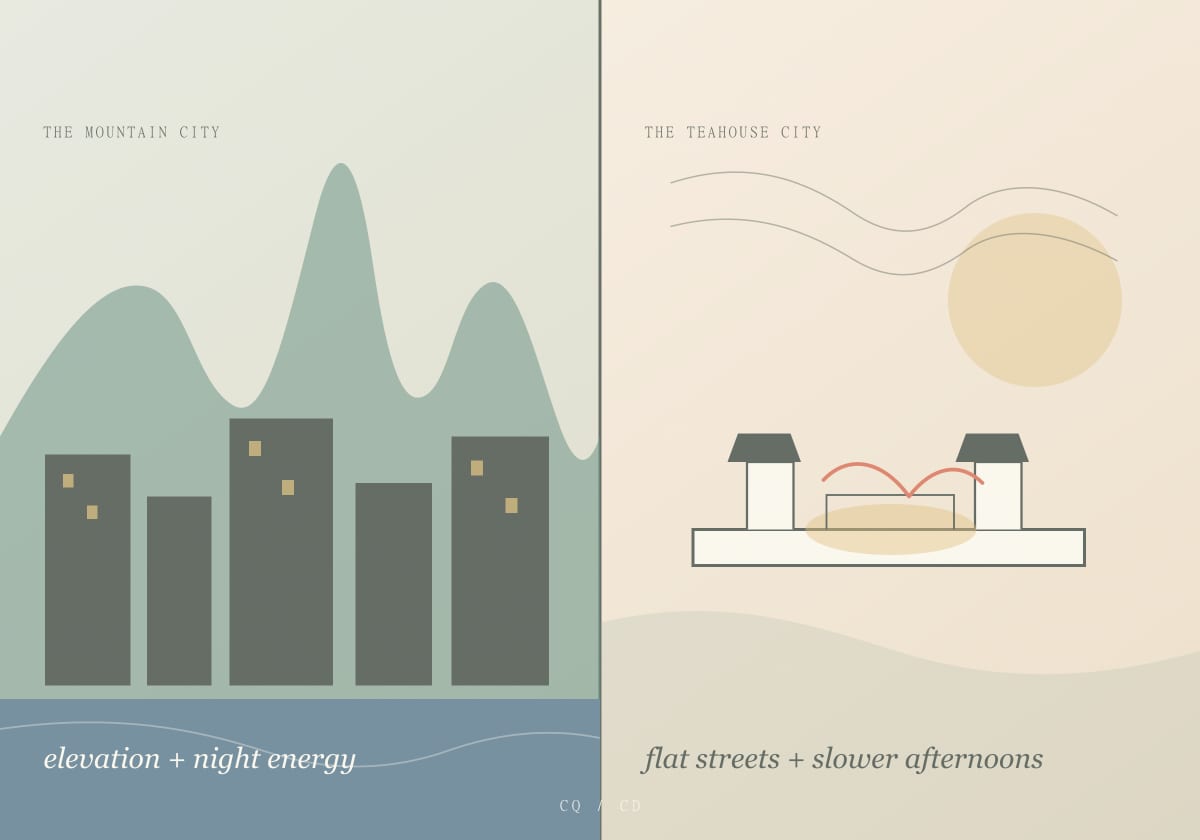 THE MOUNTAIN CITY
THE TEAHOUSE CITY
elevation + night energy
flat streets + slower afternoons
CQ / CD